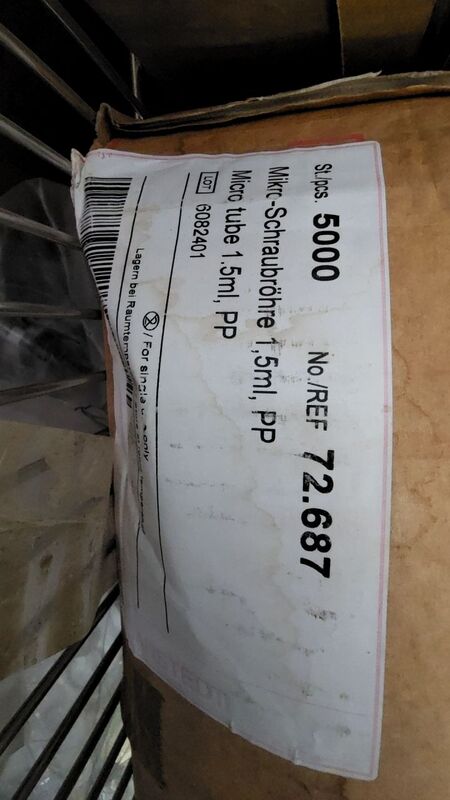 St./pcs. 5000 No./REF 72.687
Mikro-Schraubröhre 1,5ml, PP
Micro tube 1.5ml, PP
LOT 6082401
/ For single use only
Lagern bei